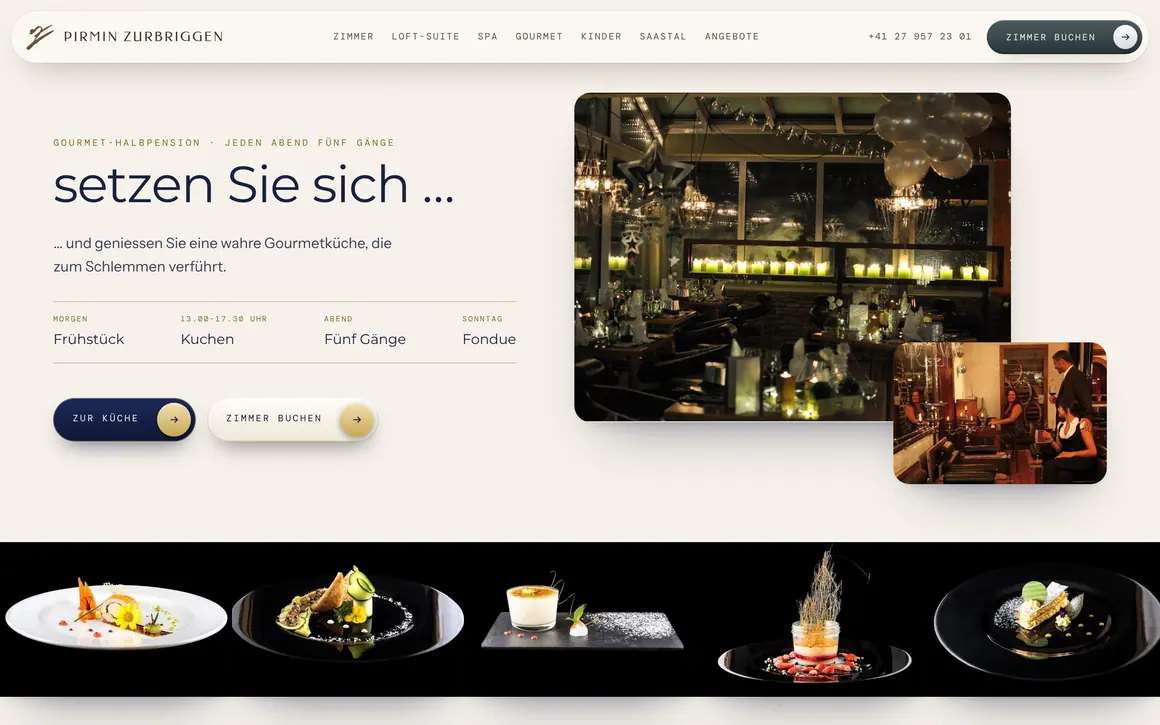 PIRMIN ZURBRIGGEN
ZIMMER LOFT-SUITE SPA GOURMET KINDER SAASTAL ANGEBOTE
+41 27 957 23 01
ZIMMER BUCHEN
GOURMET-HALBPENSION · JEDEN ABEND FÜNF GÄNGE
setzen Sie sich ...
... und geniessen Sie eine wahre Gourmetküche, die
zum Schlemmen verführt.
MORGEN
Frühstück
13.00-17.30 UHR
Kuchen
ABEND
Fünf Gänge
SONNTAG
Fondue
ZUR KÜCHE
ZIMMER BUCHEN